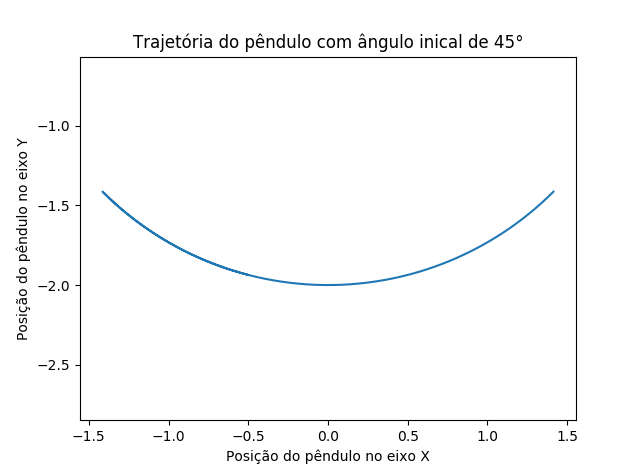 Trajetória do pêndulo com ângulo inical de 45°
Posição do pêndulo no eixo Y
−1.0
−1.5
−2.0
−2.5
−1.5 −1.0 −0.5 0.0 0.5 1.0 1.5
Posição do pêndulo no eixo X